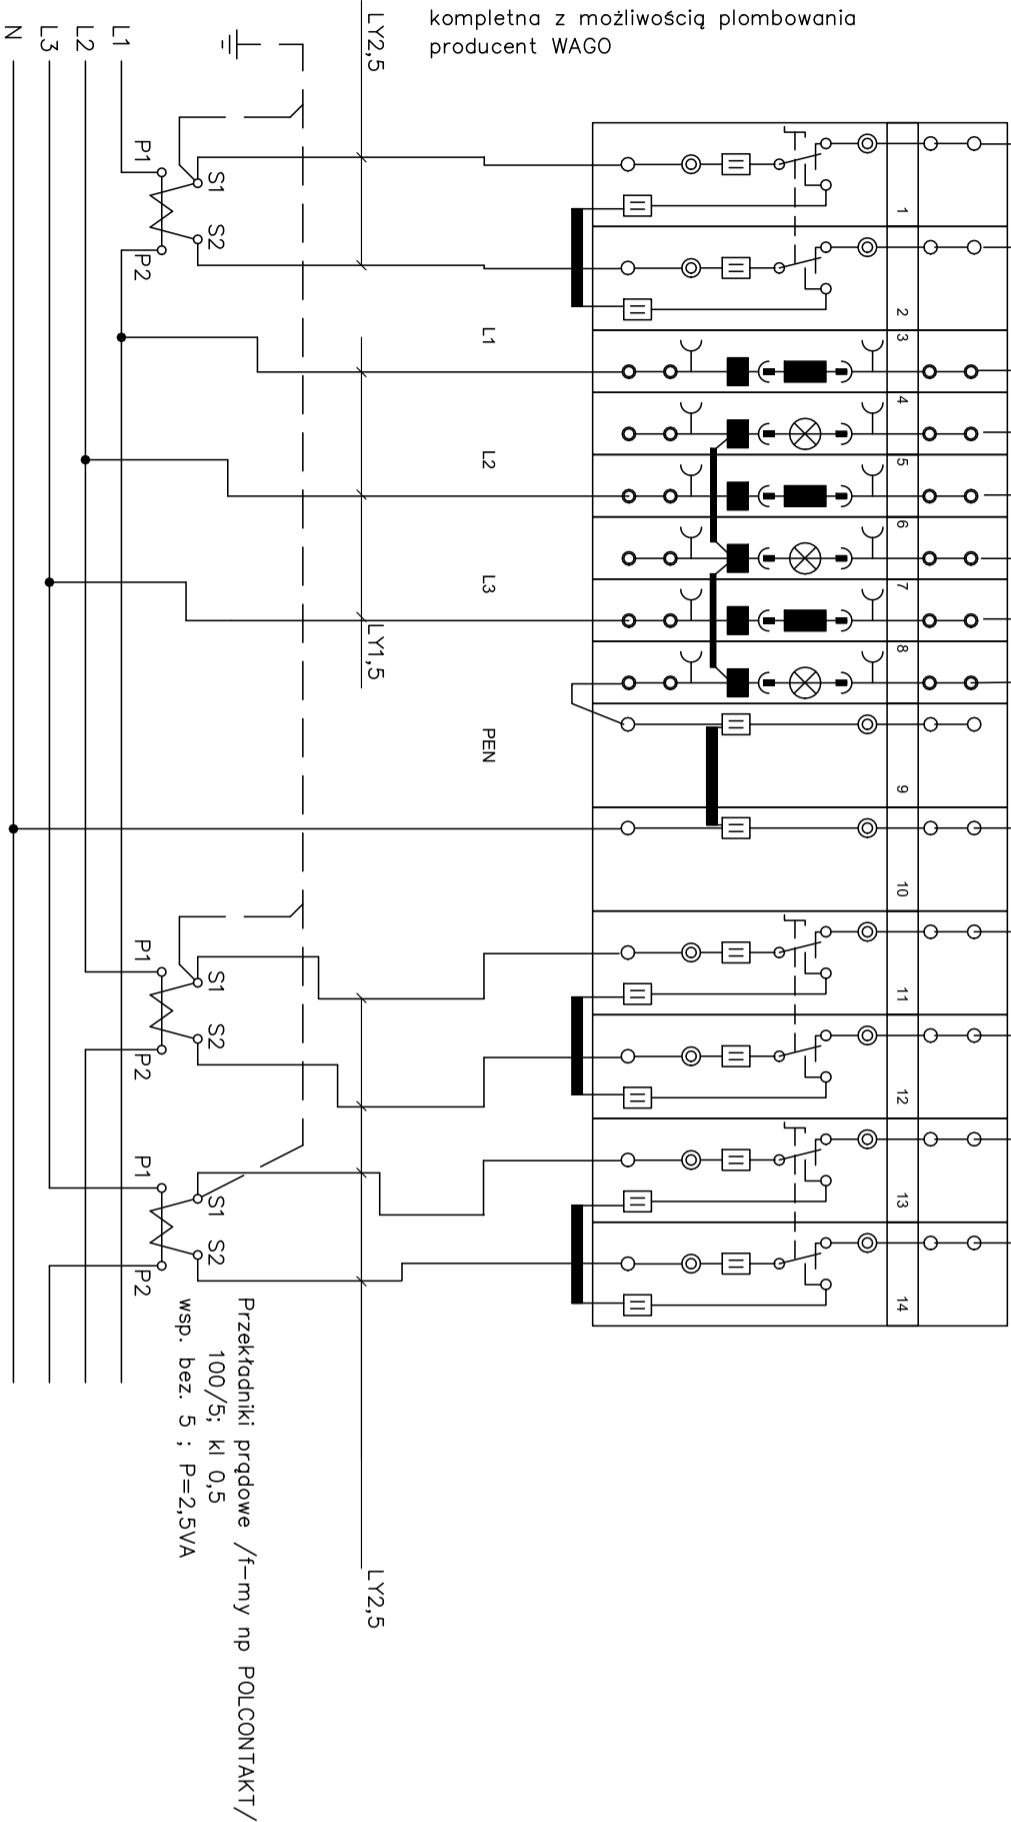 kompletna z możliwością plombowania
producent WAGO
LY2,5
N
L3
L2
L1
P1
S1
S2
P2
L1
L2
L3
LY1,5
PEN
1
2
3
4
5
6
7
8
9
10
11
12
13
14
P1
S1
S2
P2
P1
S1
S2
P2
LY2,5
Przekładniki prądowe /f-my np POLCONTAKT/
100/5; kl 0,5
wsp. bez. 5 ; P=2,5VA